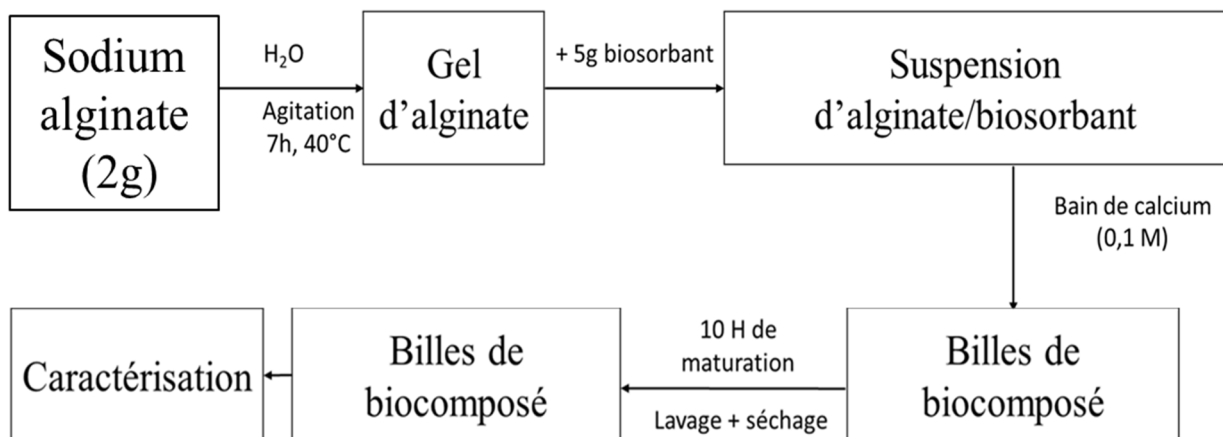 Sodium
alginate
(2g)
H₂O
Agitation
7h, 40°C
Gel
d'alginate
+ 5g biosorbant
Suspension
d'alginate/biosorbant
Bain de calcium
(0,1 M)
Billes de
biocomposé
10 H de
maturation
Lavage + séchage
Billes de
biocomposé
Caractérisation